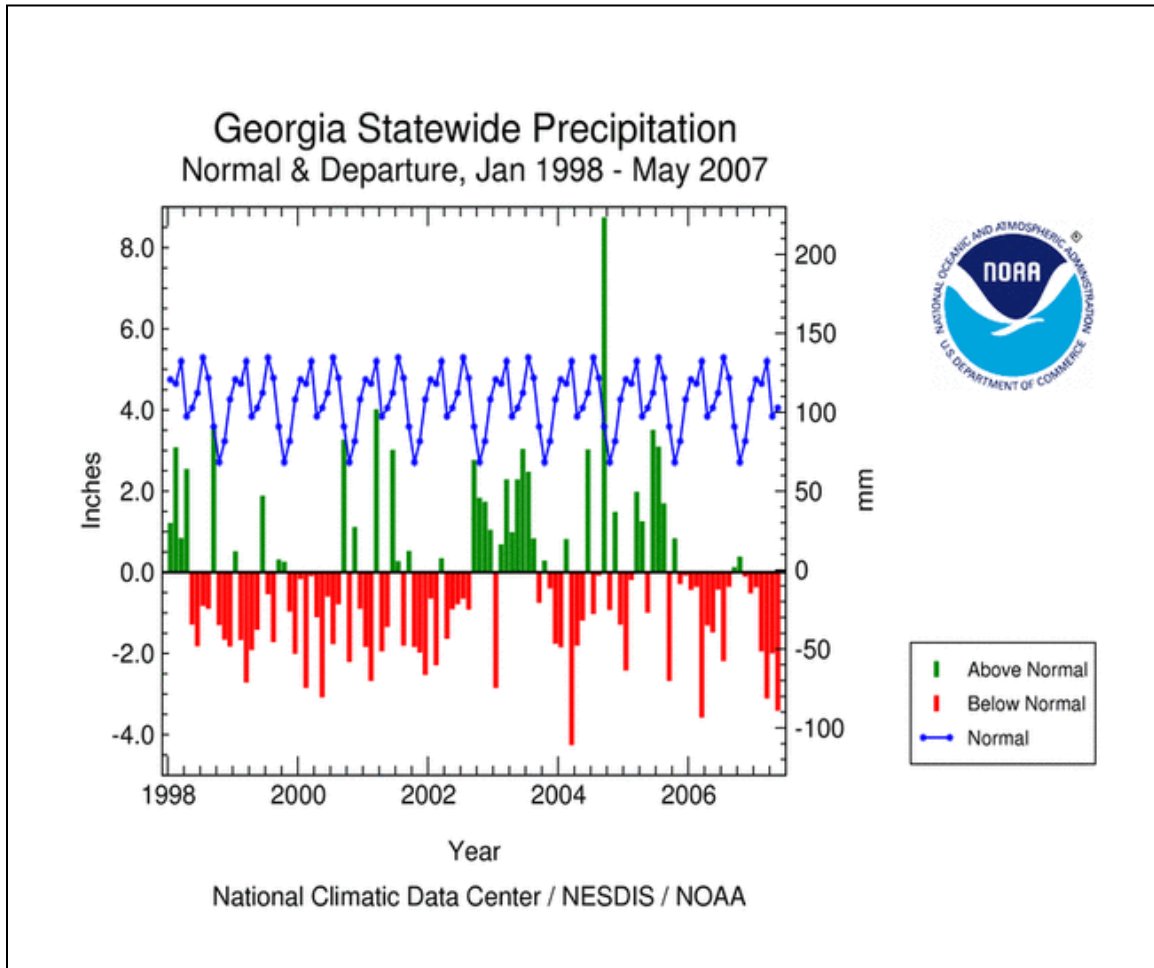 Georgia Statewide Precipitation
Normal & Departure, Jan 1998 - May 2007
8.0
6.0
4.0
2.0
0.0
-2.0
-4.0
Inches
200
150
100
50
0
-50
-100
mm
1998 2000 2002 2004 2006
Year
National Climatic Data Center / NESDIS / NOAA
NATIONAL OCEANIC AND ATMOSPHERIC ADMINISTRATION
NOAA
U.S. DEPARTMENT OF COMMERCE
Above Normal
Below Normal
Normal